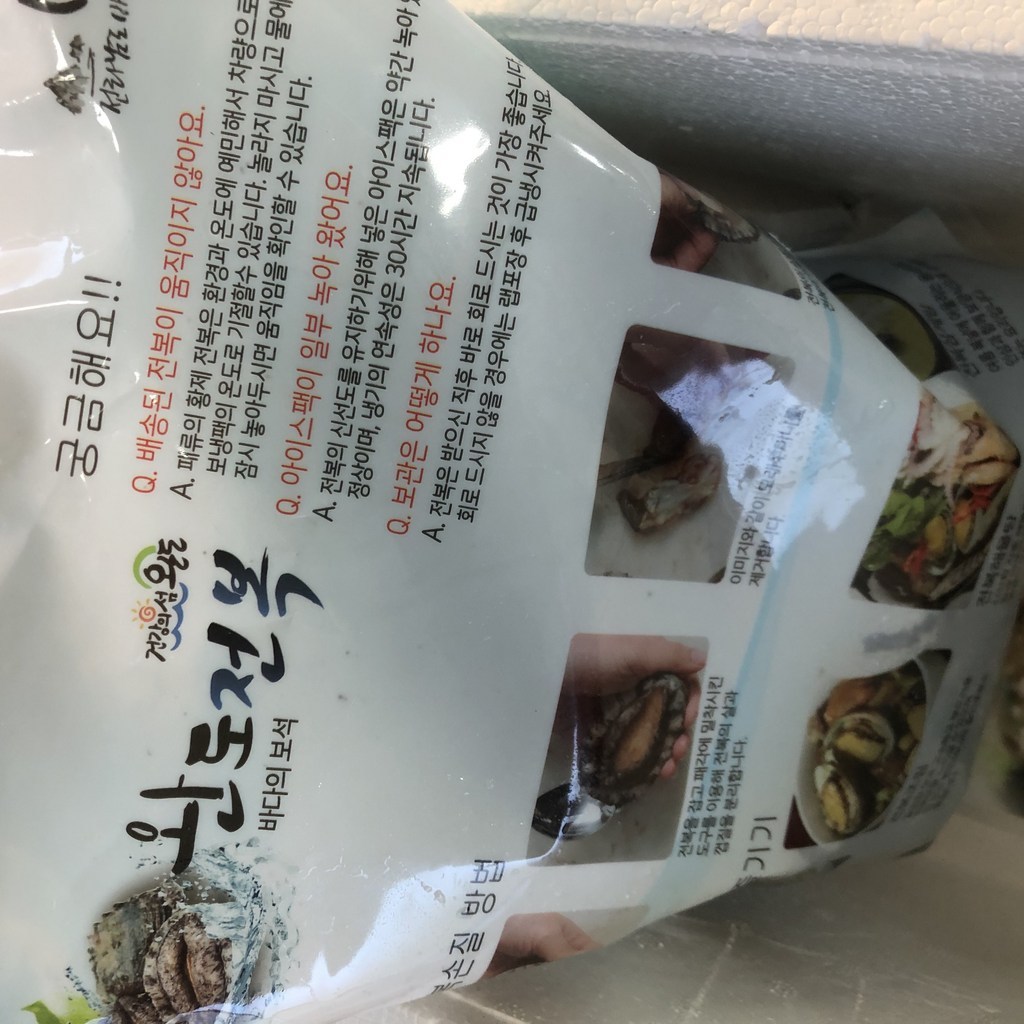 건강의섬 완도
완도전복
바다의 보석
궁금해요!!
Q. 배송된 전복이 움직이지 않아요.
A. 패류의 황제 전복은 환경과 온도에 예민해서 차량으로
보냉팩의 온도로 기절할수 있습니다. 놀라지 마시고 물에
잠시 놓아두시면 움직임을 확인할 수 있습니다.
Q. 아이스팩이 일부 녹아 왔어요.
A. 전복의 신선도를 유지하기위해 넣은 아이스팩은 약간 녹아
정상이며, 냉기의 연속성은 30시간 지속됩니다.
Q. 보관은 어떻게 하나요.
A. 전복은 받으신 직후 바로 회로 드시는 것이 가장 좋습니다
회로 드시지 않을 경우에는 랩포장 후 급냉시켜주세요
손질 방법
전복을 잡고 패각에 밀착시킨
도구를 이용해 전복의 살과
껍질을 분리합니다.
이미지와 같이
제거합니다.